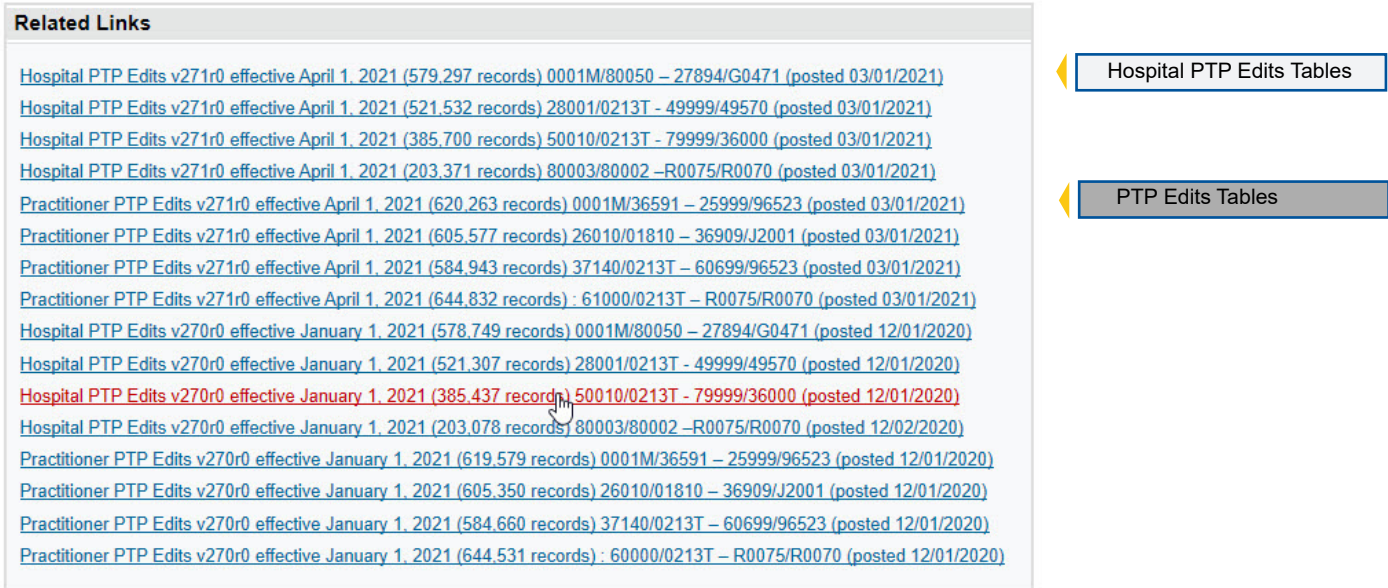 Related Links
Hospital PTP Edits v271r0 effective April 1, 2021 (579,297 records) 0001M/80050 – 27894/G0471 (posted 03/01/2021)
Hospital PTP Edits v271r0 effective April 1, 2021 (521,532 records) 28001/0213T - 49999/49570 (posted 03/01/2021)
Hospital PTP Edits v271r0 effective April 1, 2021 (385,700 records) 50010/0213T - 79999/36000 (posted 03/01/2021)
Hospital PTP Edits v271r0 effective April 1, 2021 (203,371 records) 80003/80002 –R0075/R0070 (posted 03/01/2021)
Practitioner PTP Edits v271r0 effective April 1, 2021 (620,263 records) 0001M/36591 – 25999/96523 (posted 03/01/2021)
Practitioner PTP Edits v271r0 effective April 1, 2021 (605,577 records) 26010/01810 – 36909/J2001 (posted 03/01/2021)
Practitioner PTP Edits v271r0 effective April 1, 2021 (584,943 records) 37140/0213T – 60699/96523 (posted 03/01/2021)
Practitioner PTP Edits v271r0 effective April 1, 2021 (644,832 records) : 61000/0213T – R0075/R0070 (posted 03/01/2021)
Hospital PTP Edits v270r0 effective January 1, 2021 (578,749 records) 0001M/80050 – 27894/G0471 (posted 12/01/2020)
Hospital PTP Edits v270r0 effective January 1, 2021 (521,307 records) 28001/0213T - 49999/49570 (posted 12/01/2020)
Hospital PTP Edits v270r0 effective January 1, 2021 (385,437 records) 50010/0213T - 79999/36000 (posted 12/01/2020)
Hospital PTP Edits v270r0 effective January 1, 2021 (203,078 records) 80003/80002 –R0075/R0070 (posted 12/02/2020)
Practitioner PTP Edits v270r0 effective January 1, 2021 (619,579 records) 0001M/36591 – 25999/96523 (posted 12/01/2020)
Practitioner PTP Edits v270r0 effective January 1, 2021 (605,350 records) 26010/01810 – 36909/J2001 (posted 12/01/2020)
Practitioner PTP Edits v270r0 effective January 1, 2021 (584,660 records) 37140/0213T – 60699/96523 (posted 12/01/2020)
Practitioner PTP Edits v270r0 effective January 1, 2021 (644,531 records) : 60000/0213T – R0075/R0070 (posted 12/01/2020)
Hospital PTP Edits Tables
PTP Edits Tables